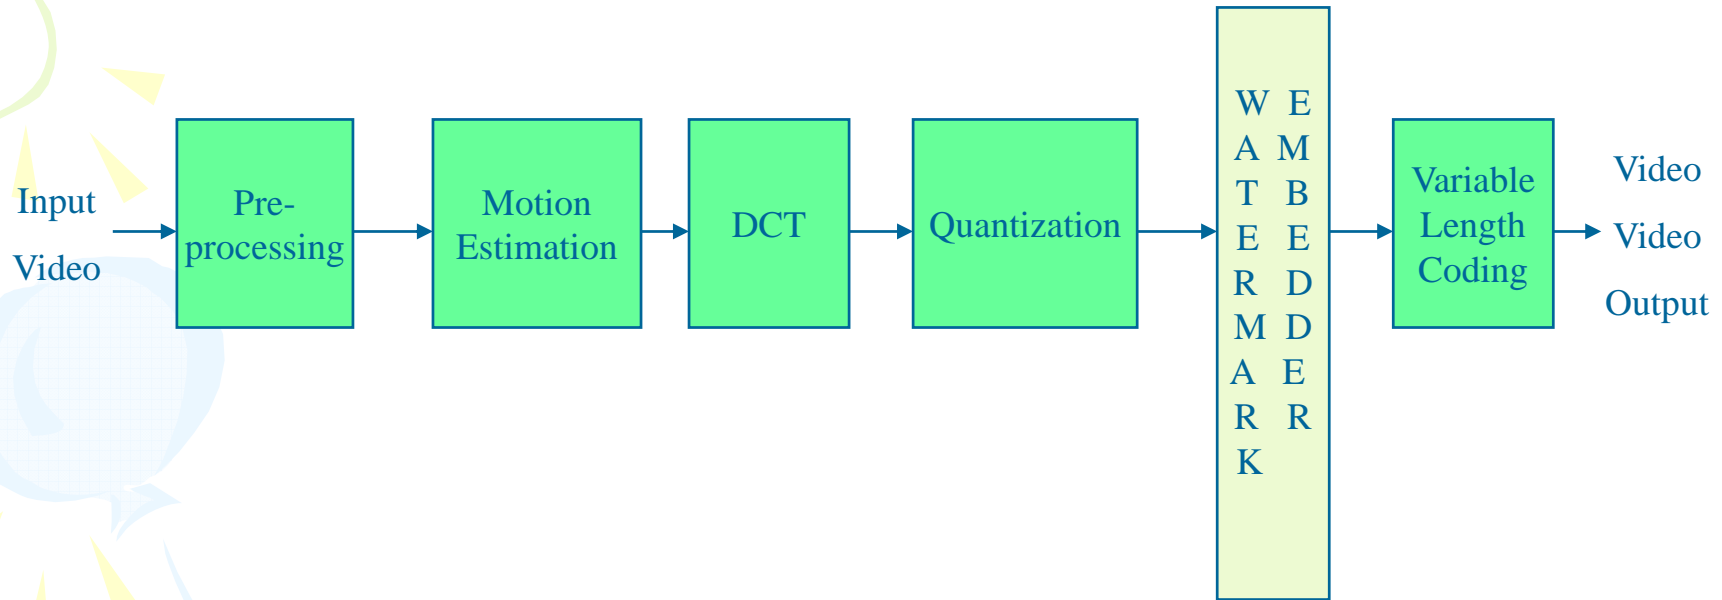 Input
Video
Pre-
processing
Motion
Estimation
DCT
Quantization
W E
A M
T B
E E
R D
M D
A E
R R
K
Variable
Length
Coding
Video
Video
Output